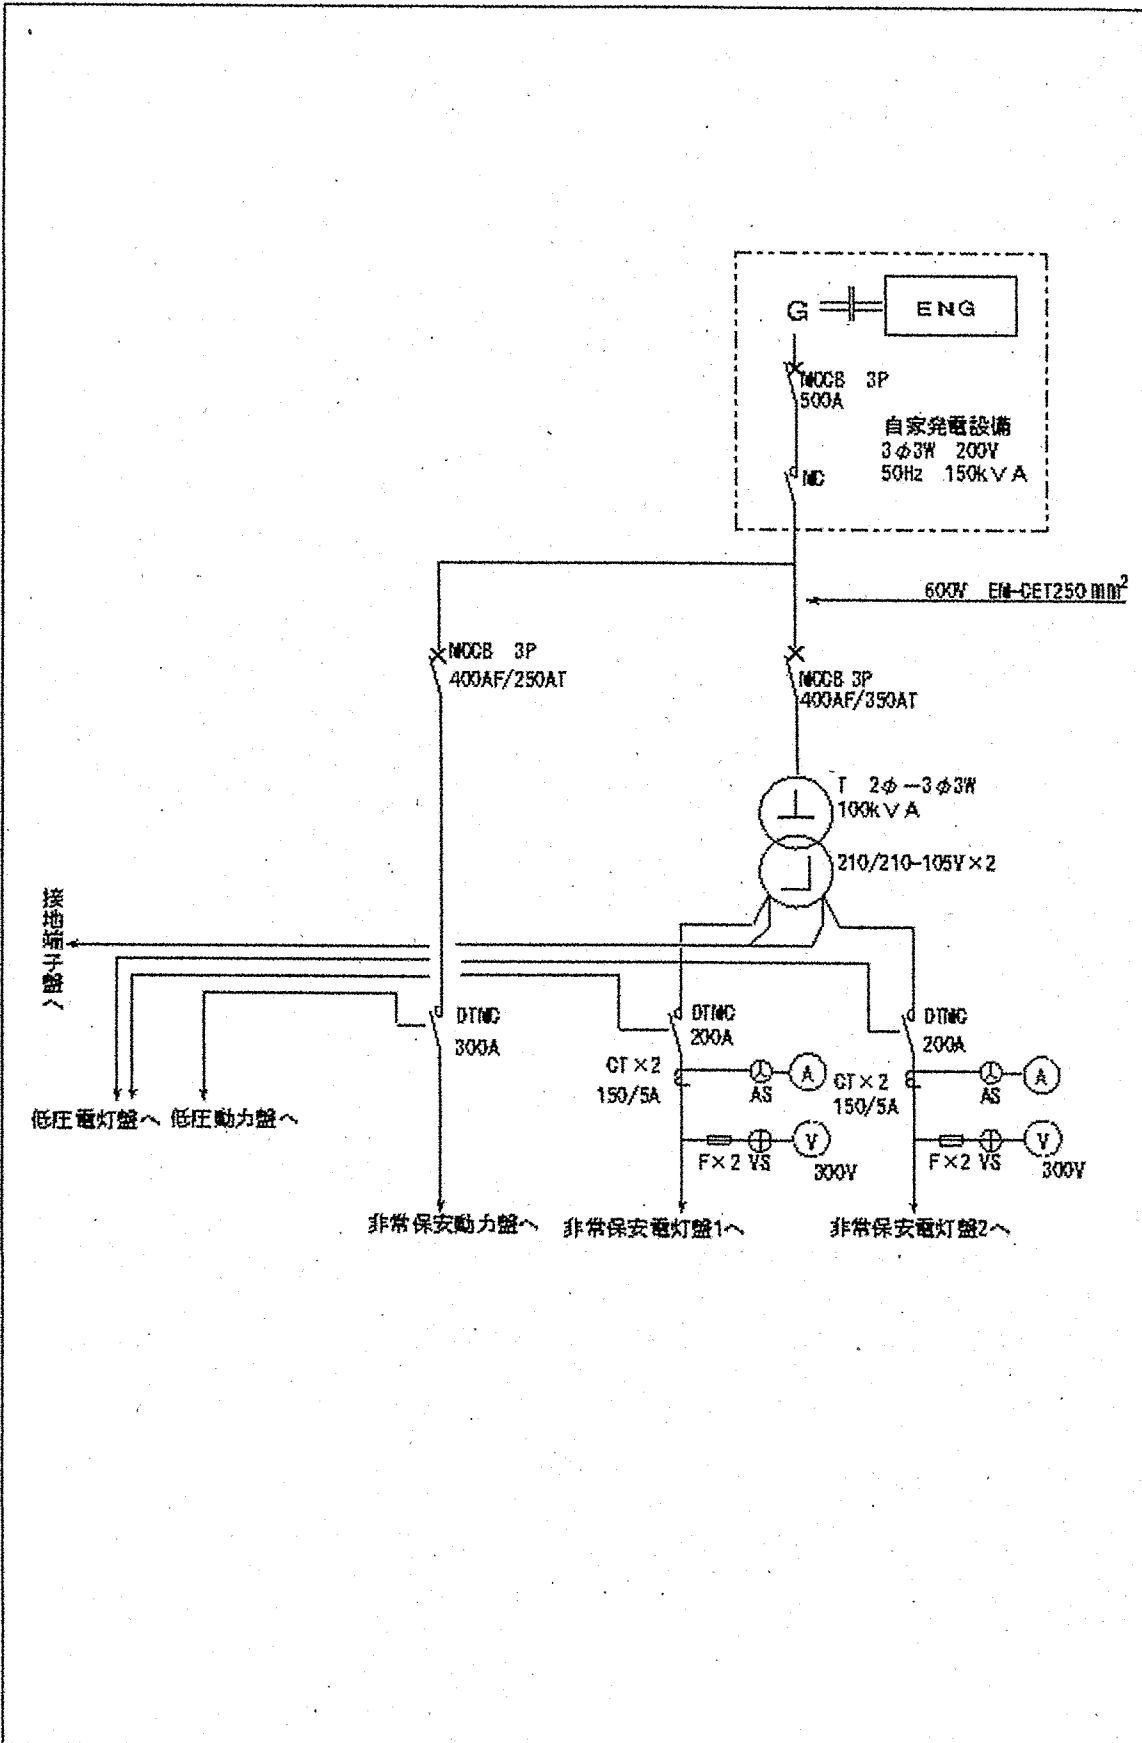 G
ENG
MCCB 3P
500A
自家発電設備
3φ3W 200V
50Hz 150kVA
MC
600V EM-CET250mm²
MCCB 3P
400AF/250AT
MCCB 3P
400AF/350AT
T 2φ－3φ3W
100kVA
210/210-105V×2
接地端子盤へ
DTMC
300A
DTMC
200A
DTMC
200A
CT×2
150/5A
AS
A
CT×2
150/5A
AS
A
低圧電灯盤へ
低圧動力盤へ
F×2
VS
V
300V
F×2
VS
V
300V
非常保安動力盤へ
非常保安電灯盤1へ
非常保安電灯盤2へ